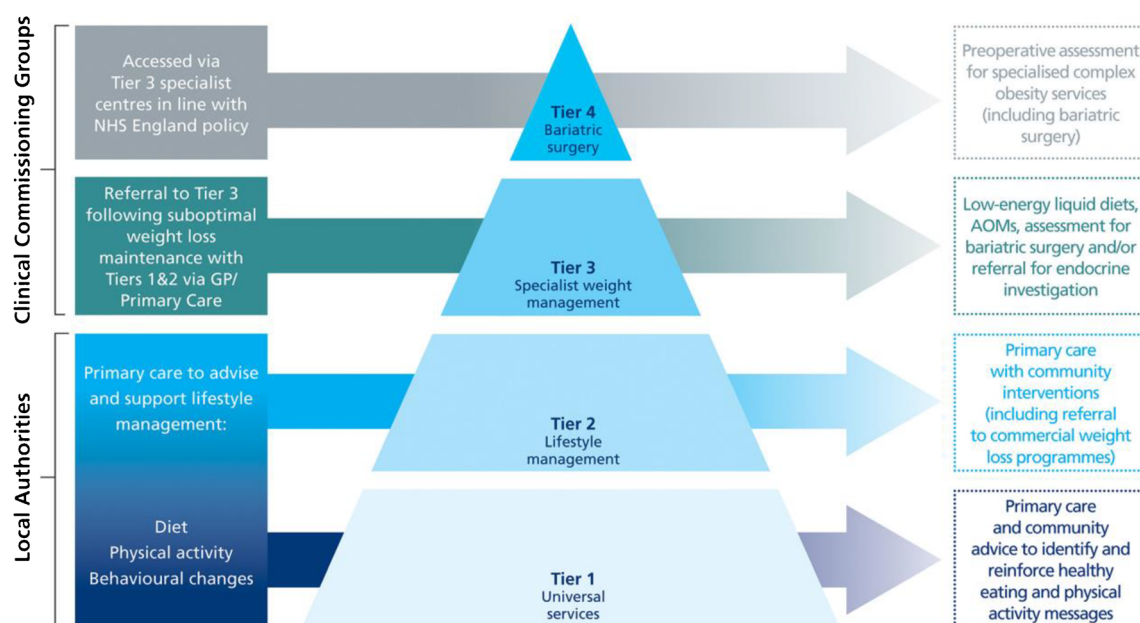 Clinical Commissioning Groups
Accessed via
Tier 3 specialist
centres in line with
NHS England policy
Tier 4
Bariatric
surgery
Preoperative assessment
for specialised complex
obesity services
(including bariatric
surgery)
Referral to Tier 3
following suboptimal
weight loss
maintenance with
Tiers 1&2 via GP/
Primary Care
Tier 3
Specialist weight
management
Low-energy liquid diets,
AOMs, assessment for
bariatric surgery and/or
referral for endocrine
investigation
Local Authorities
Primary care to advise
and support lifestyle
management:
Tier 2
Lifestyle
management
Primary care
with community
interventions
(including referral
to commercial weight
loss programmes)
Diet
Physical activity
Behavioural changes
Tier 1
Universal
services
Primary care
and community
advice to identify and
reinforce healthy
eating and physical
activity messages